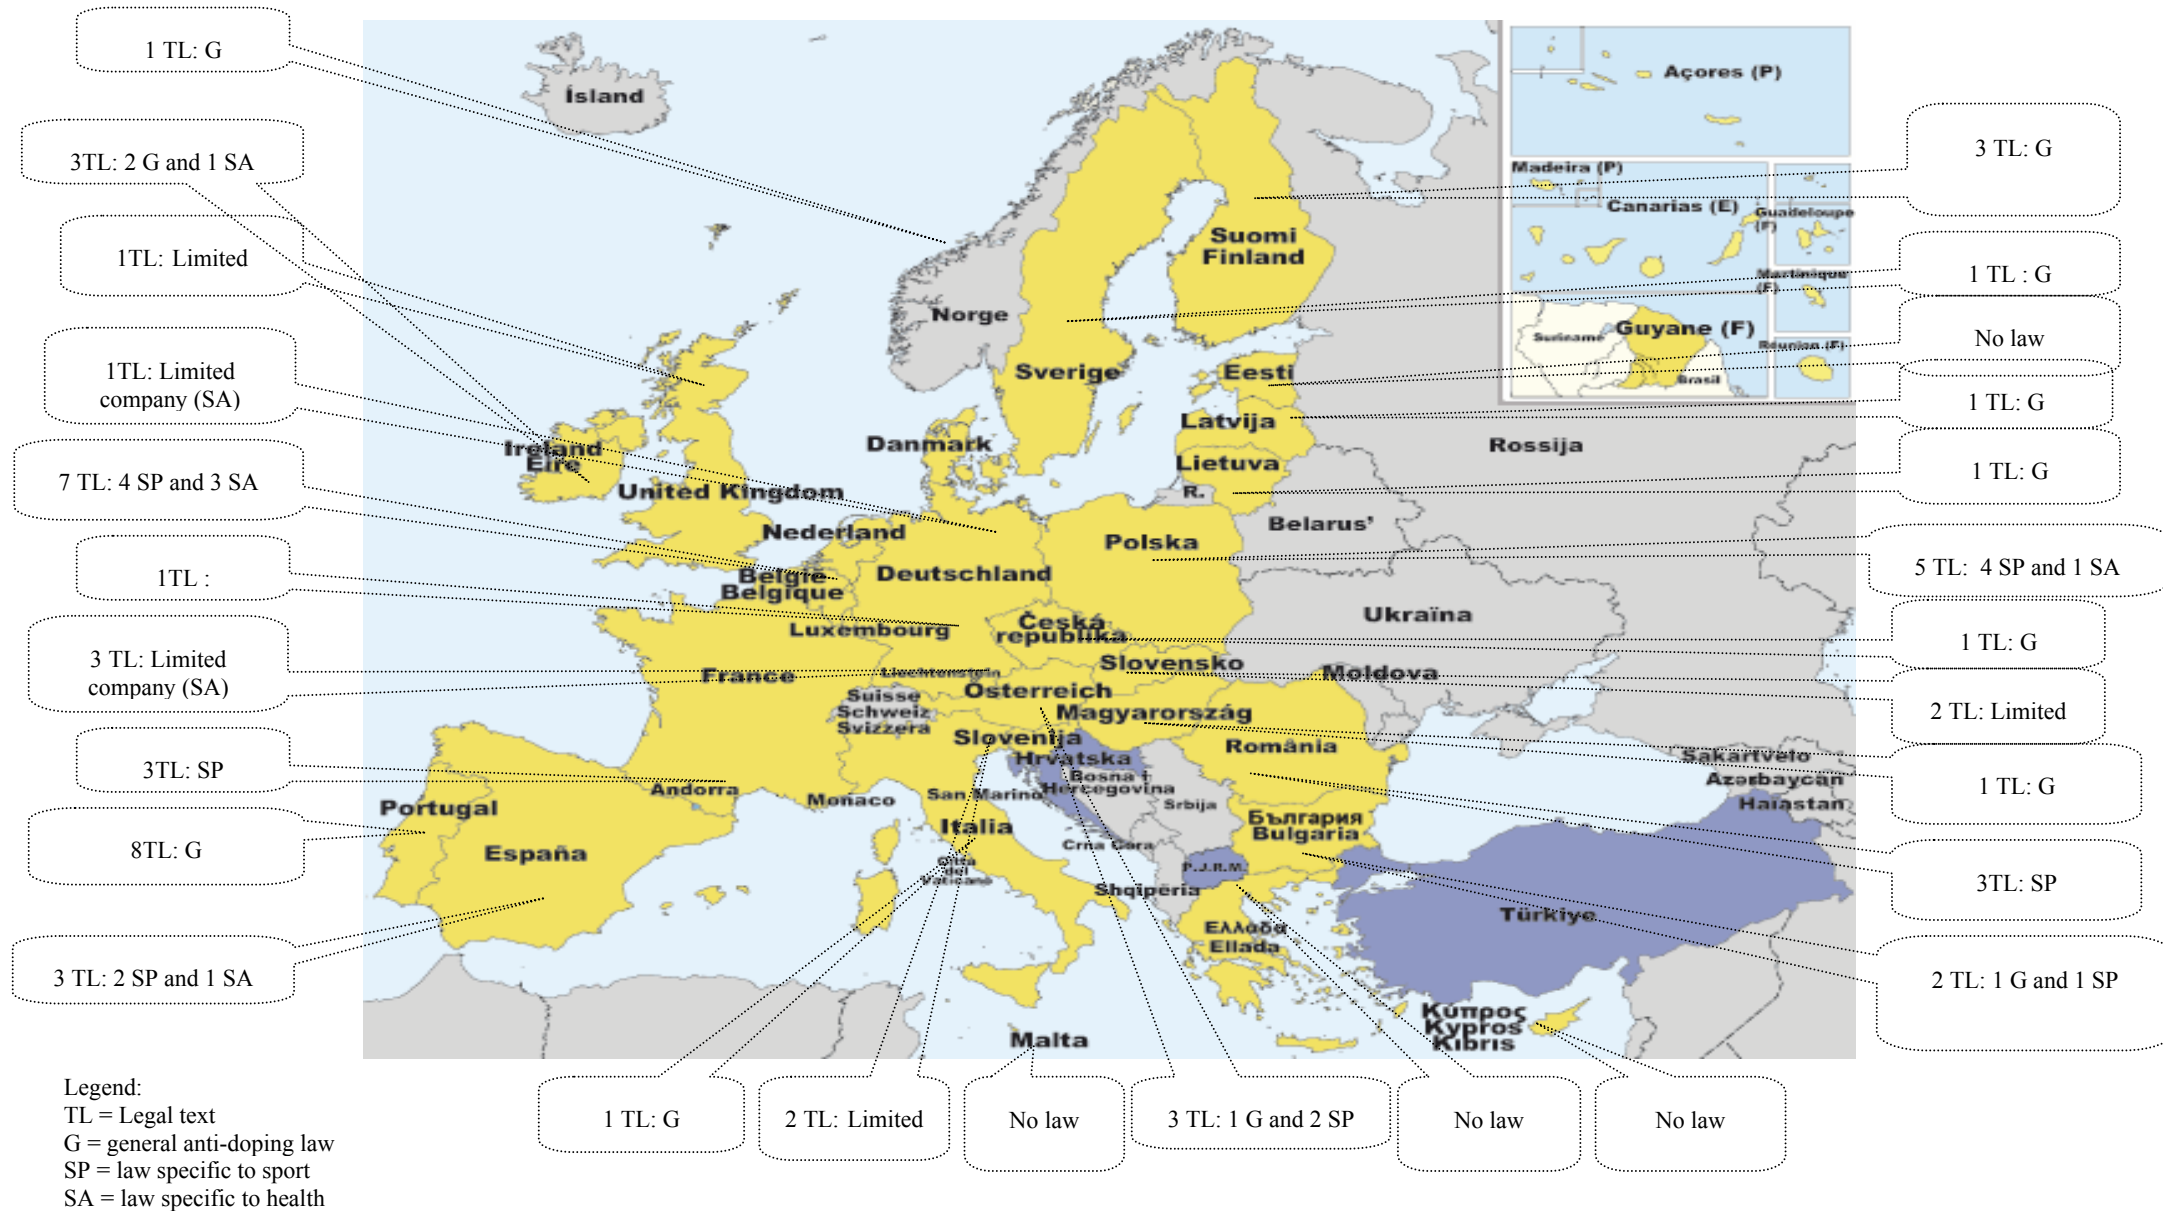 1 TL: G
3TL: 2 G and 1 SA
1TL: Limited
1TL: Limited
company (SA)
7 TL: 4 SP and 3 SA
1TL :
3 TL: Limited
company (SA)
3TL: SP
8TL: G
3 TL: 2 SP and 1 SA
Ísland
Norge
Suomi
Finland
Sverige
Eesti
Latvija
Lietuva
R.
Danmark
Ireland
Éire
United Kingdom
Nederland
België
Belgique
Deutschland
Polska
Belarus’
Rossija
Luxembourg
Česká
republika
Ukraïna
Slovensko
Moldova
France
Liechtenstein
Österreich
Suisse
Schweiz
Svizzera
Magyarország
Slovenija
România
Hrvatska
Bosna i
Hercegovina
Srbija
Andorra
Monaco
San Marino
Portugal
España
Italia
Città
del
Vaticano
Crna Gora
България
Bulgaria
P.J.R.M.
Shqipëria
Ελλάδα
Ellada
Türkiye
Sakartvelo
Azərbaycan
Haïastan
Malta
Κύπρος
Kypros
Kıbrıs
Açores (P)
Madeira (P)
Canarias (E)
Guadeloupe
(F)
Martinique
(F)
Guyane (F)
Suriname
Brasil
Réunion (F)
3 TL: G
1 TL : G
No law
1 TL: G
1 TL: G
5 TL: 4 SP and 1 SA
1 TL: G
2 TL: Limited
1 TL: G
3TL: SP
2 TL: 1 G and 1 SP
1 TL: G
2 TL: Limited
No law
3 TL: 1 G and 2 SP
No law
No law
Legend:
TL = Legal text
G = general anti-doping law
SP = law specific to sport
SA = law specific to health